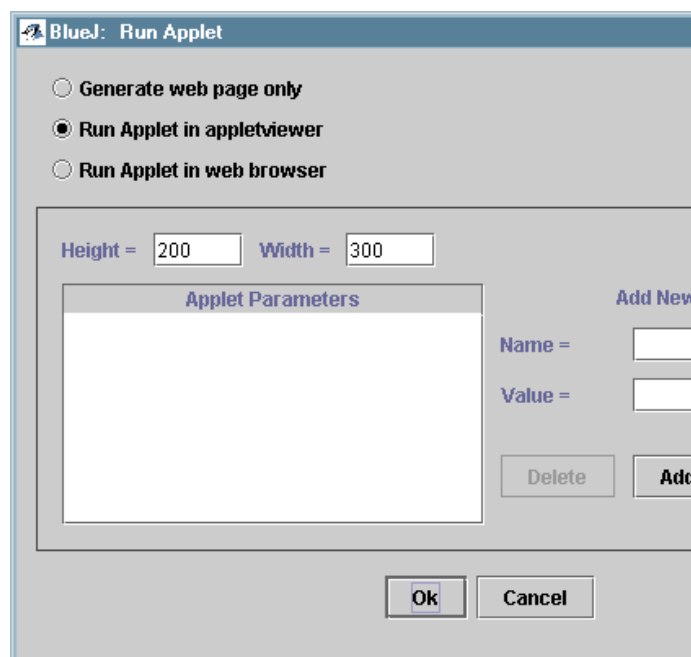 BlueJ: Run Applet
Generate web page only
Run Applet in appletviewer
Run Applet in web browser
Height = 200 Width = 300
Applet Parameters
Add New
Name =
Value =
Delete Add
Ok Cancel